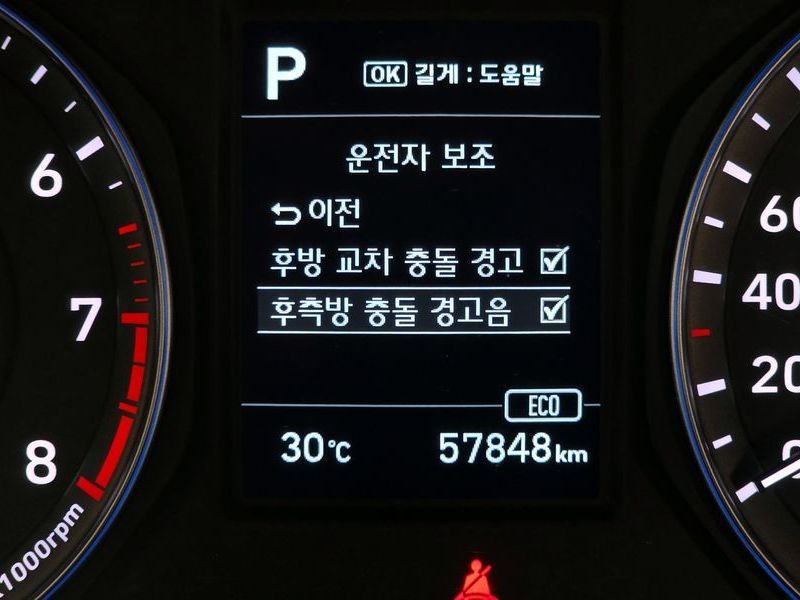 P OK 길게 : 도움말
운전자 보조
이전
후방 교차 충돌 경고
후측방 충돌 경고음
ECO
30℃ 57848km
6
7
8
x1000rpm
60
40
20
0